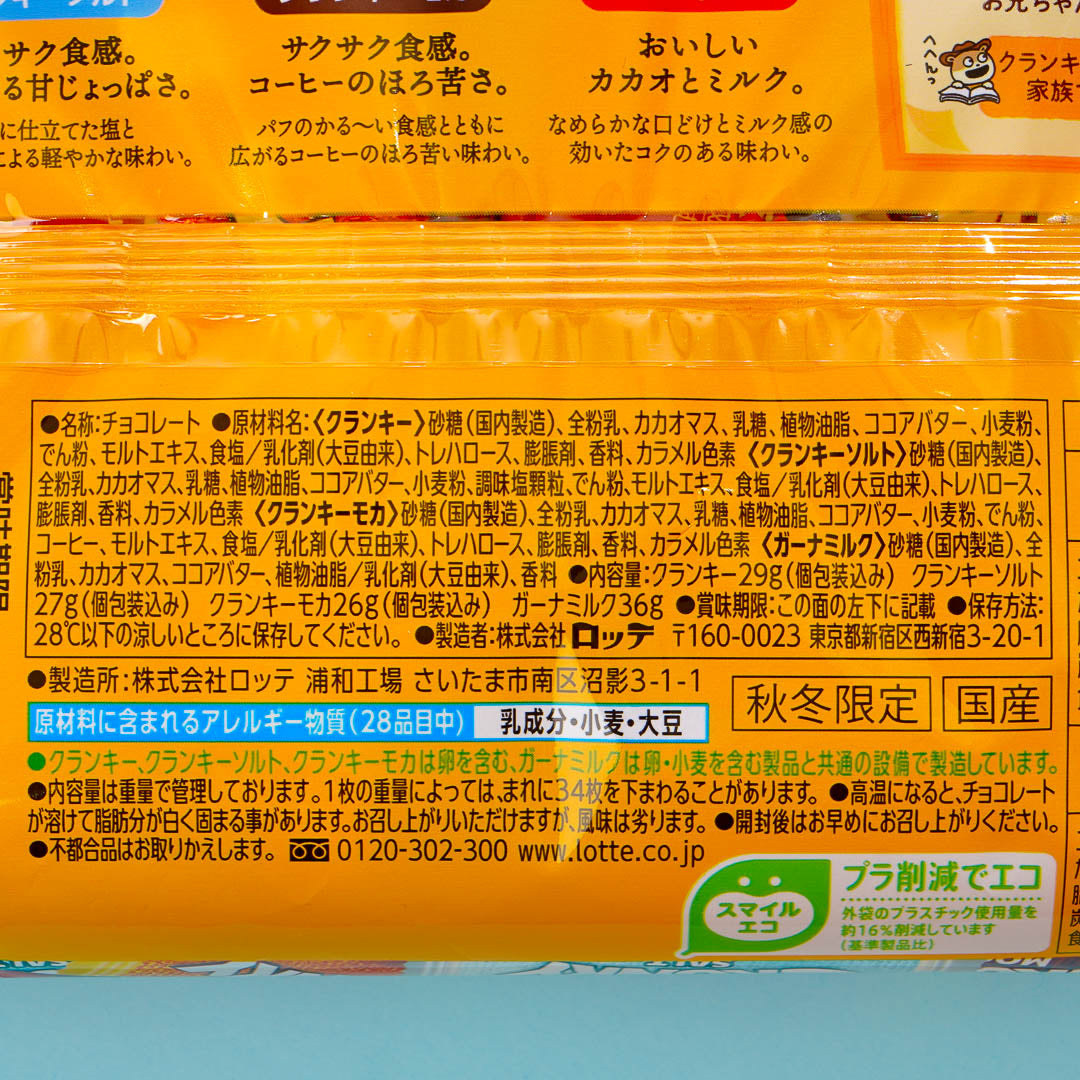 サクサク食感。
る甘じょっぱさ。
に仕立てた塩と
による軽やかな味わい。
サクサク食感。
コーヒーのほろ苦さ。
パフのかる〜い食感とともに
広がるコーヒーのほろ苦い味わい。
おいしい
カカオとミルク。
なめらかな口どけとミルク感の
効いたコクのある味わい。
お兄ちゃん
へへんっ
クランキ
家族
●名称:チョコレート ●原材料名:〈クランキー〉砂糖(国内製造)、全粉乳、カカオマス、乳糖、植物油脂、ココアバター、小麦粉、
でん粉、モルトエキス、食塩/乳化剤(大豆由来)、トレハロース、膨脹剤、香料、カラメル色素〈クランキーソルト〉砂糖(国内製造)、
全粉乳、カカオマス、乳糖、植物油脂、ココアバター、小麦粉、調味塩顆粒、でん粉、モルトエキス、食塩/乳化剤(大豆由来)、トレハロース、
膨脹剤、香料、カラメル色素〈クランキーモカ〉砂糖(国内製造)、全粉乳、カカオマス、乳糖、植物油脂、ココアバター、小麦粉、でん粉、
コーヒー、モルトエキス、食塩/乳化剤(大豆由来)、トレハロース、膨脹剤、香料、カラメル色素〈ガーナミルク〉砂糖(国内製造)、全
粉乳、カカオマス、ココアバター、植物油脂/乳化剤(大豆由来)、香料 ●内容量:クランキー29g(個包装込み) クランキーソルト
27g(個包装込み) クランキーモカ26g(個包装込み) ガーナミルク36g ●賞味期限:この面の左下に記載 ●保存方法:
28℃以下の涼しいところに保存してください。 ●製造者:株式会社ロッテ 〒160-0023 東京都新宿区西新宿3-20-1
●製造所:株式会社ロッテ 浦和工場 さいたま市南区沼影3-1-1
秋冬限定 国産
原材料に含まれるアレルギー物質(28品目中) 乳成分・小麦・大豆
●クランキー、クランキーソルト、クランキーモカは卵を含む、ガーナミルクは卵・小麦を含む製品と共通の設備で製造しています。
●内容量は重量で管理しております。1枚の重量によっては、まれに34枚を下まわることがあります。 ●高温になると、チョコレート
が溶けて脂肪分が白く固まる事があります。お召し上がりいただけますが、風味は劣ります。 ●開封後はお早めにお召し上がりください。
●不都合品はお取りかえします。 0120-302-300 www.lotte.co.jp
スマイル
エコ
プラ削減でエコ
外袋のプラスチック使用量を
約16%削減しています
(基準製品比)